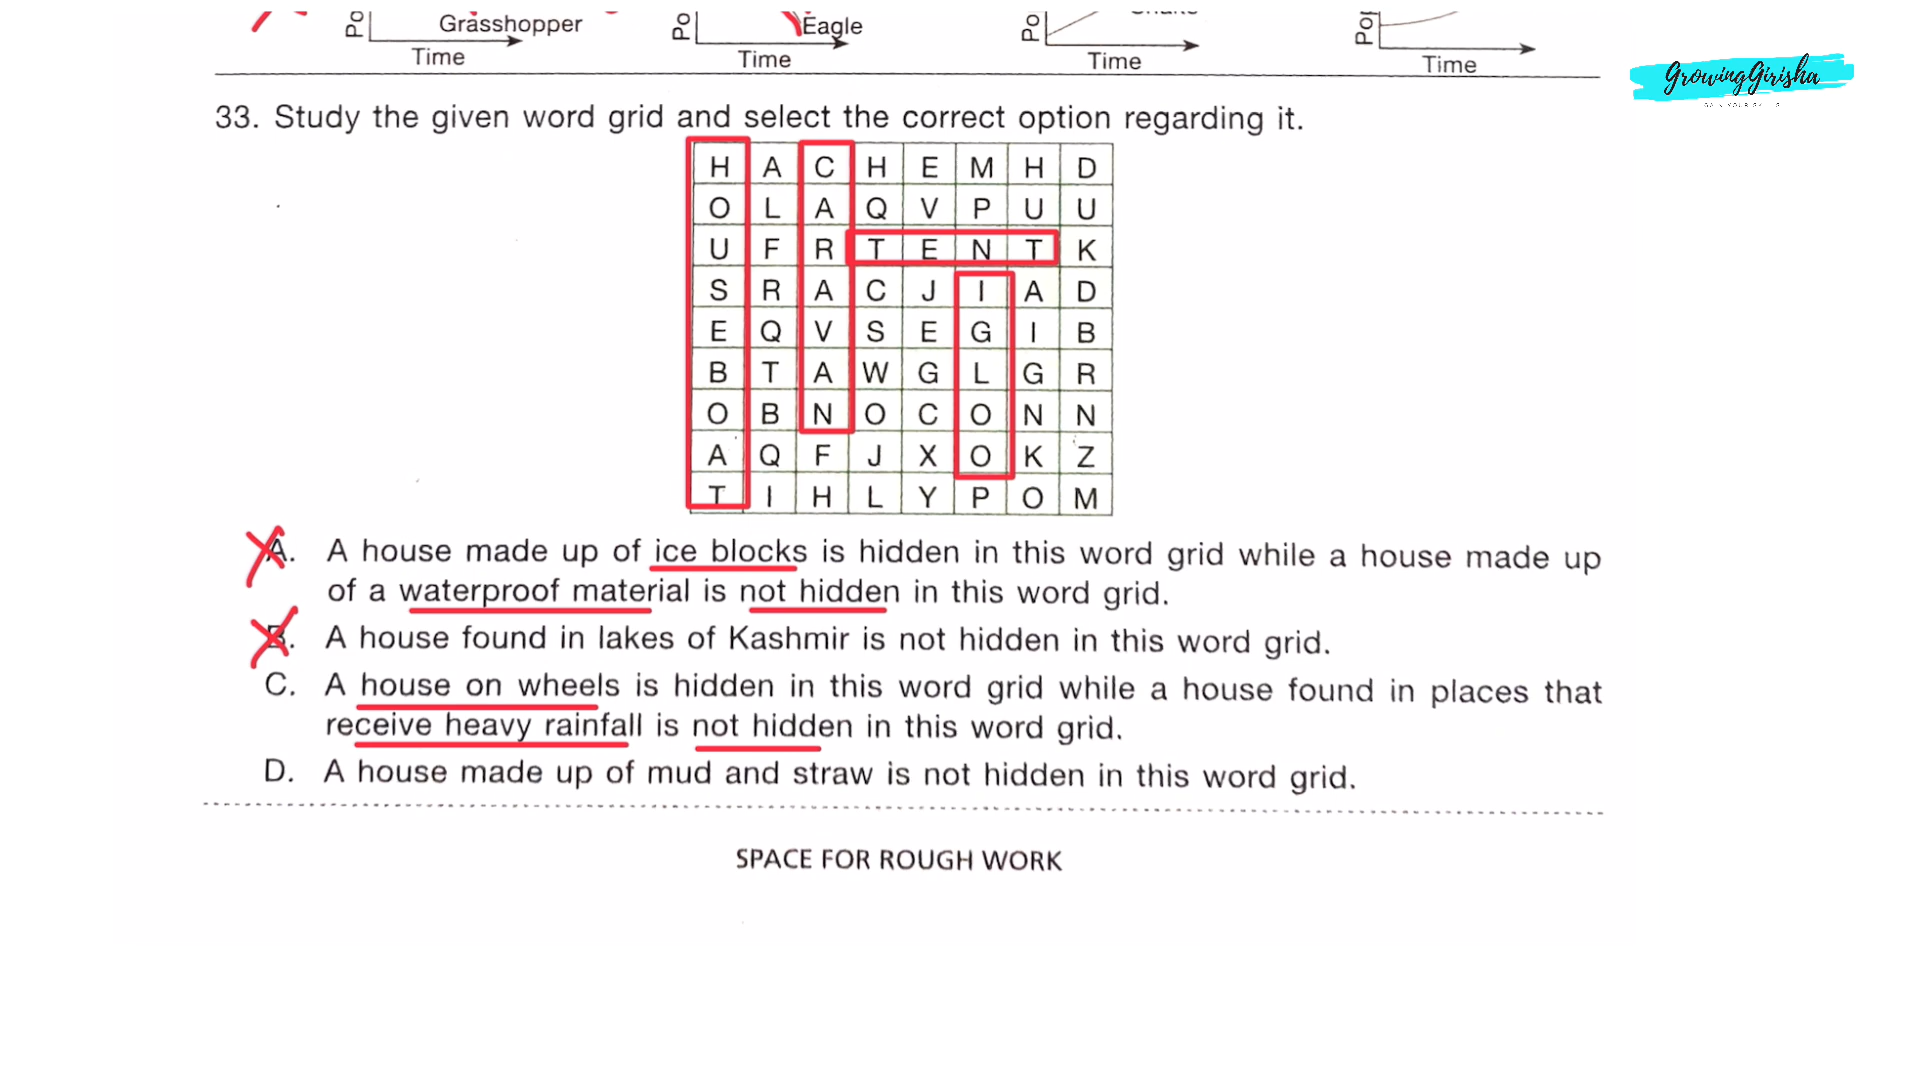 Po
Grasshopper
Time
Po
Eagle
Time
Po
Time
Po
Time
GrowingGirisha
33. Study the given word grid and select the correct option regarding it.
H A C H E M H D
O L A Q V P U U
U F R T E N T K
S R A C J I A D
E Q V S E G I B
B T A W G L G R
O B N O C O N N
A Q F J X O K Z
T I H L Y P O M
A. A house made up of ice blocks is hidden in this word grid while a house made up
of a waterproof material is not hidden in this word grid.
B. A house found in lakes of Kashmir is not hidden in this word grid.
C. A house on wheels is hidden in this word grid while a house found in places that
receive heavy rainfall is not hidden in this word grid.
D. A house made up of mud and straw is not hidden in this word grid.
SPACE FOR ROUGH WORK